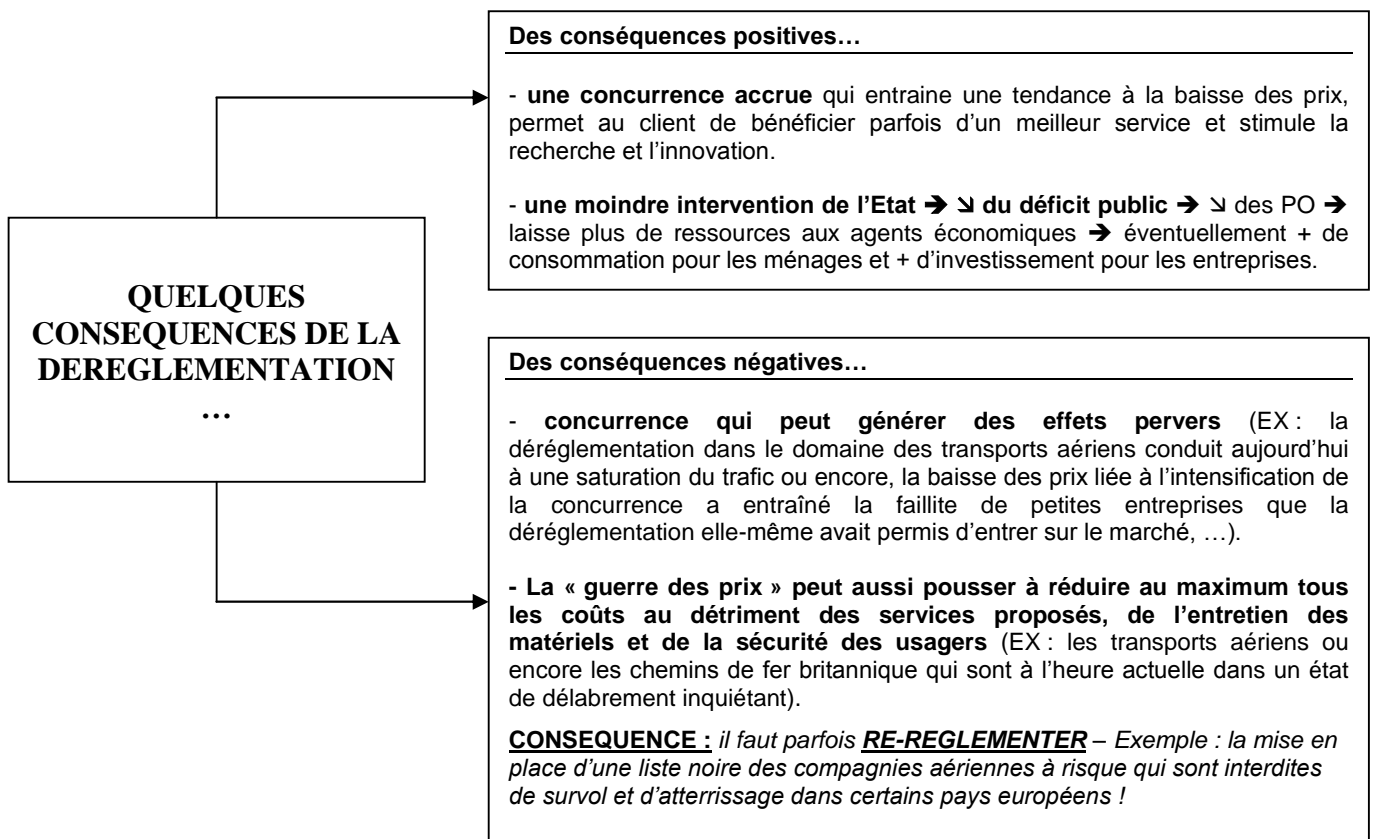 QUELQUES
CONSEQUENCES DE LA
DEREGLEMENTATION
…
Des conséquences positives…
- une concurrence accrue qui entraine une tendance à la baisse des prix,
permet au client de bénéficier parfois d’un meilleur service et stimule la
recherche et l’innovation.
- une moindre intervention de l’Etat ➔ ↘ du déficit public ➔ ↘ des PO ➔
laisse plus de ressources aux agents économiques ➔ éventuellement + de
consommation pour les ménages et + d’investissement pour les entreprises.
Des conséquences négatives…
- concurrence qui peut générer des effets pervers (EX : la
déréglementation dans le domaine des transports aériens conduit aujourd’hui
à une saturation du trafic ou encore, la baisse des prix liée à l’intensification de
la concurrence a entraîné la faillite de petites entreprises que la
déréglementation elle-même avait permis d’entrer sur le marché, …).
- La « guerre des prix » peut aussi pousser à réduire au maximum tous
les coûts au détriment des services proposés, de l’entretien des
matériels et de la sécurité des usagers (EX : les transports aériens ou
encore les chemins de fer britannique qui sont à l’heure actuelle dans un état
de délabrement inquiétant).
CONSEQUENCE : il faut parfois RE-REGLEMENTER – Exemple : la mise en
place d’une liste noire des compagnies aériennes à risque qui sont interdites
de survol et d’atterrissage dans certains pays européens !